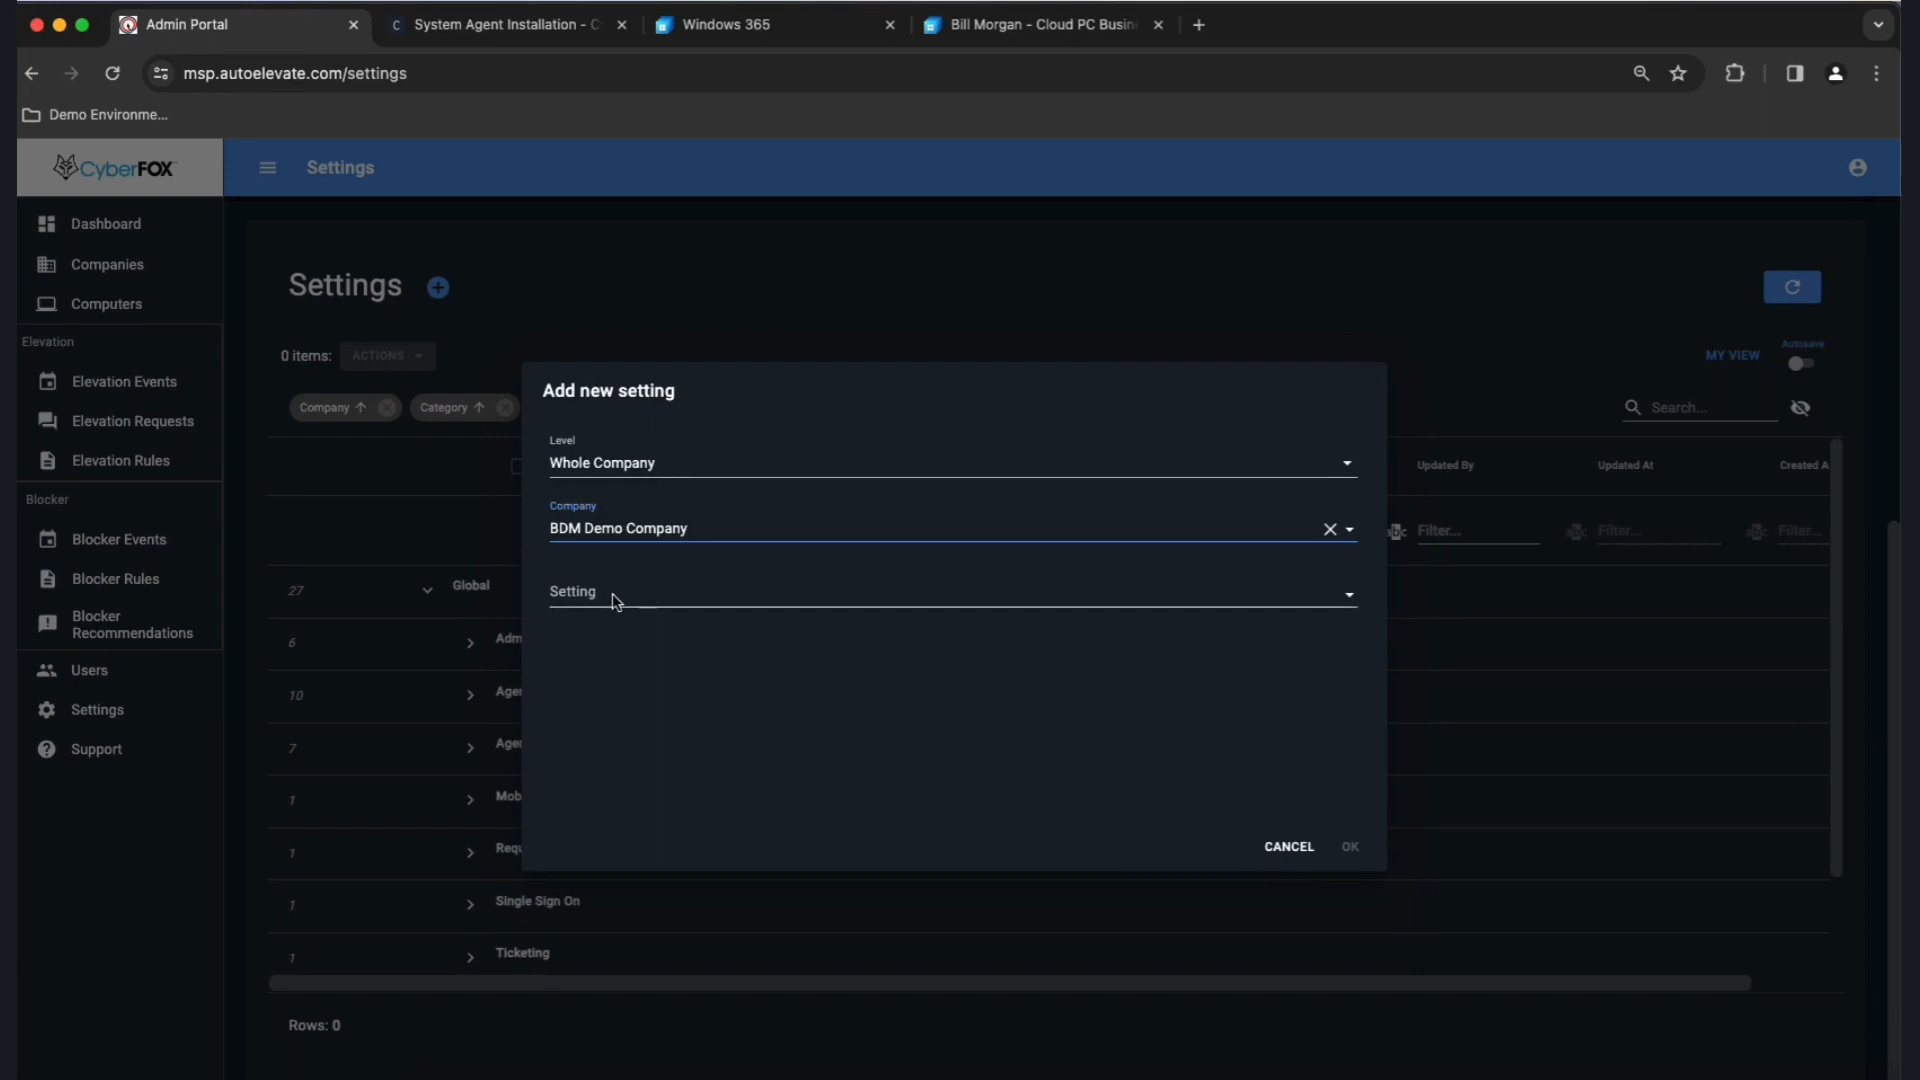 Admin Portal
System Agent Installation - C
Windows 365
Bill Morgan - Cloud PC Busin
msp.autoelevate.com/settings
Demo Environme...
CyberFOX
Settings
Dashboard
Companies
Computers
Elevation
Elevation Events
Elevation Requests
Elevation Rules
Blocker
Blocker Events
Blocker Rules
Blocker
Recommendations
Users
Settings
Support
Settings
0 items:
ACTIONS
MY VIEW
Autosave
Company
Category
Search...
Updated By
Updated At
Created A
Filter...
Filter...
Filter...
27
Global
6
Adm
10
Agen
7
Agen
1
Mob
1
Requ
1
Single Sign On
1
Ticketing
Rows: 0
Add new setting
Level
Whole Company
Company
BDM Demo Company
Setting
CANCEL
OK